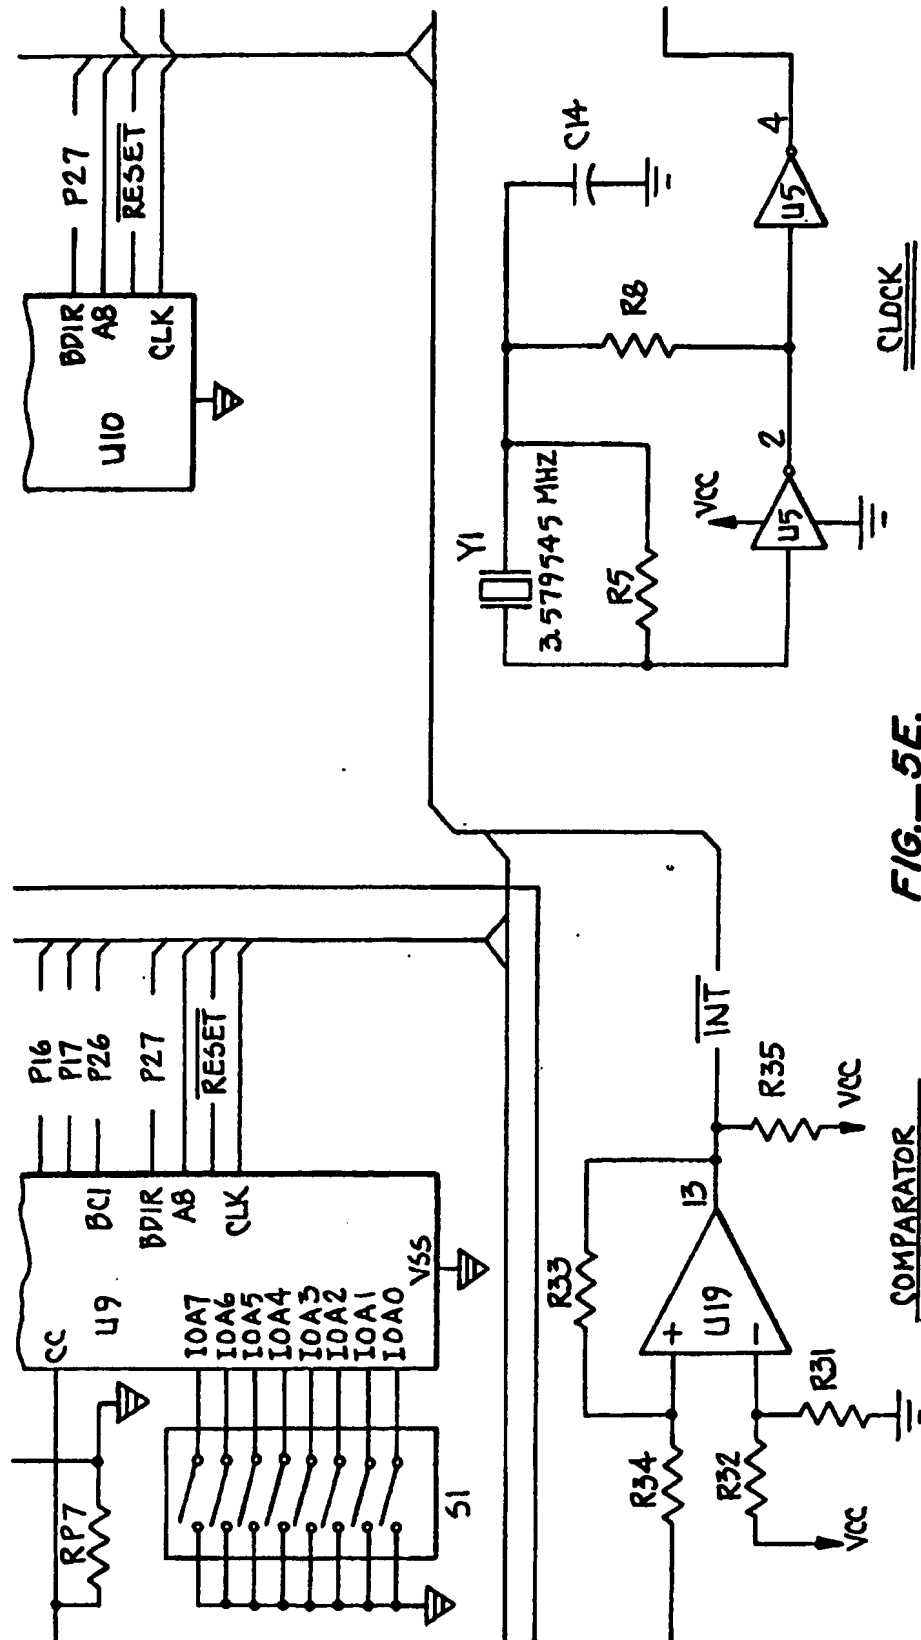 CC
U9
P16
P17
BC1 P26
BDIR P27
A8
RESET
CLK
IOA7
IOA6
IOA5
IOA4
IOA3
IOA2
IOA1
IOA0
VSS
RP7
S1
U10
BDIR P27
A8
RESET
CLK
Y1
3.579545 MHZ
R5
R8
C14
VCC
U5
2
U5
4
CLOCK
R33
R34
R32
VCC
R31
+
-
U19
13
INT
R35
VCC
COMPARATOR
FIG.—5E.